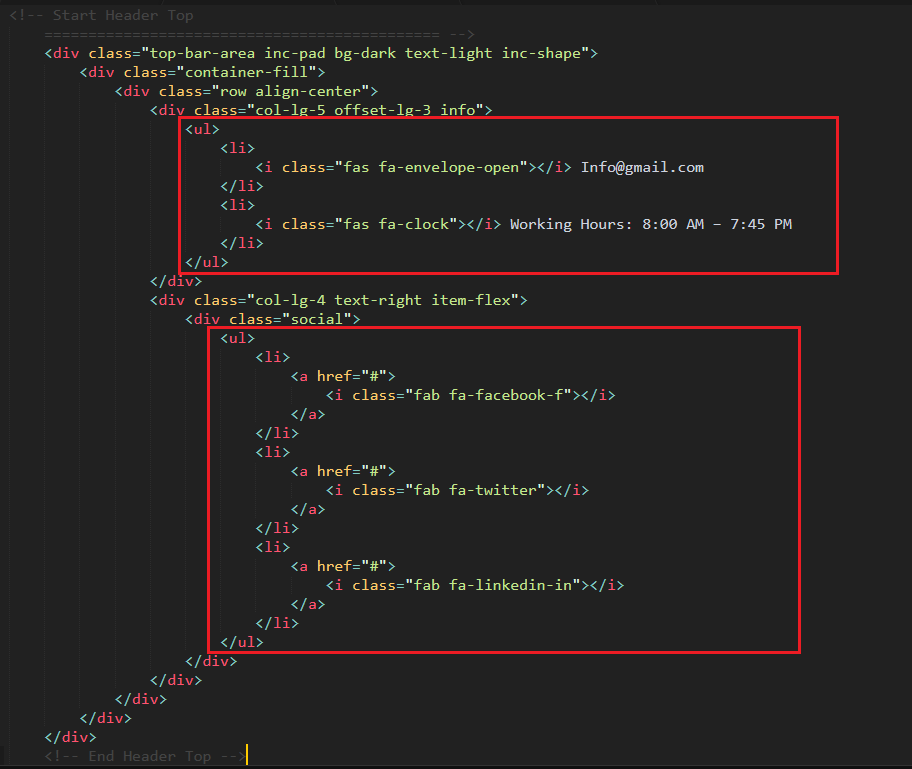 <!-- Start Header Top
============================================= -->
<div class="top-bar-area inc-pad bg-dark text-light inc-shape">
<div class="container-fill">
<div class="row align-center">
<div class="col-lg-5 offset-lg-3 info">
<ul>
<li>
<i class="fas fa-envelope-open"></i> Info@gmail.com
</li>
<li>
<i class="fas fa-clock"></i> Working Hours: 8:00 AM – 7:45 PM
</li>
</ul>
</div>
<div class="col-lg-4 text-right item-flex">
<div class="social">
<ul>
<li>
<a href="#">
<i class="fab fa-facebook-f"></i>
</a>
</li>
<li>
<a href="#">
<i class="fab fa-twitter"></i>
</a>
</li>
<li>
<a href="#">
<i class="fab fa-linkedin-in"></i>
</a>
</li>
</ul>
</div>
</div>
</div>
</div>
</div>
<!-- End Header Top -->